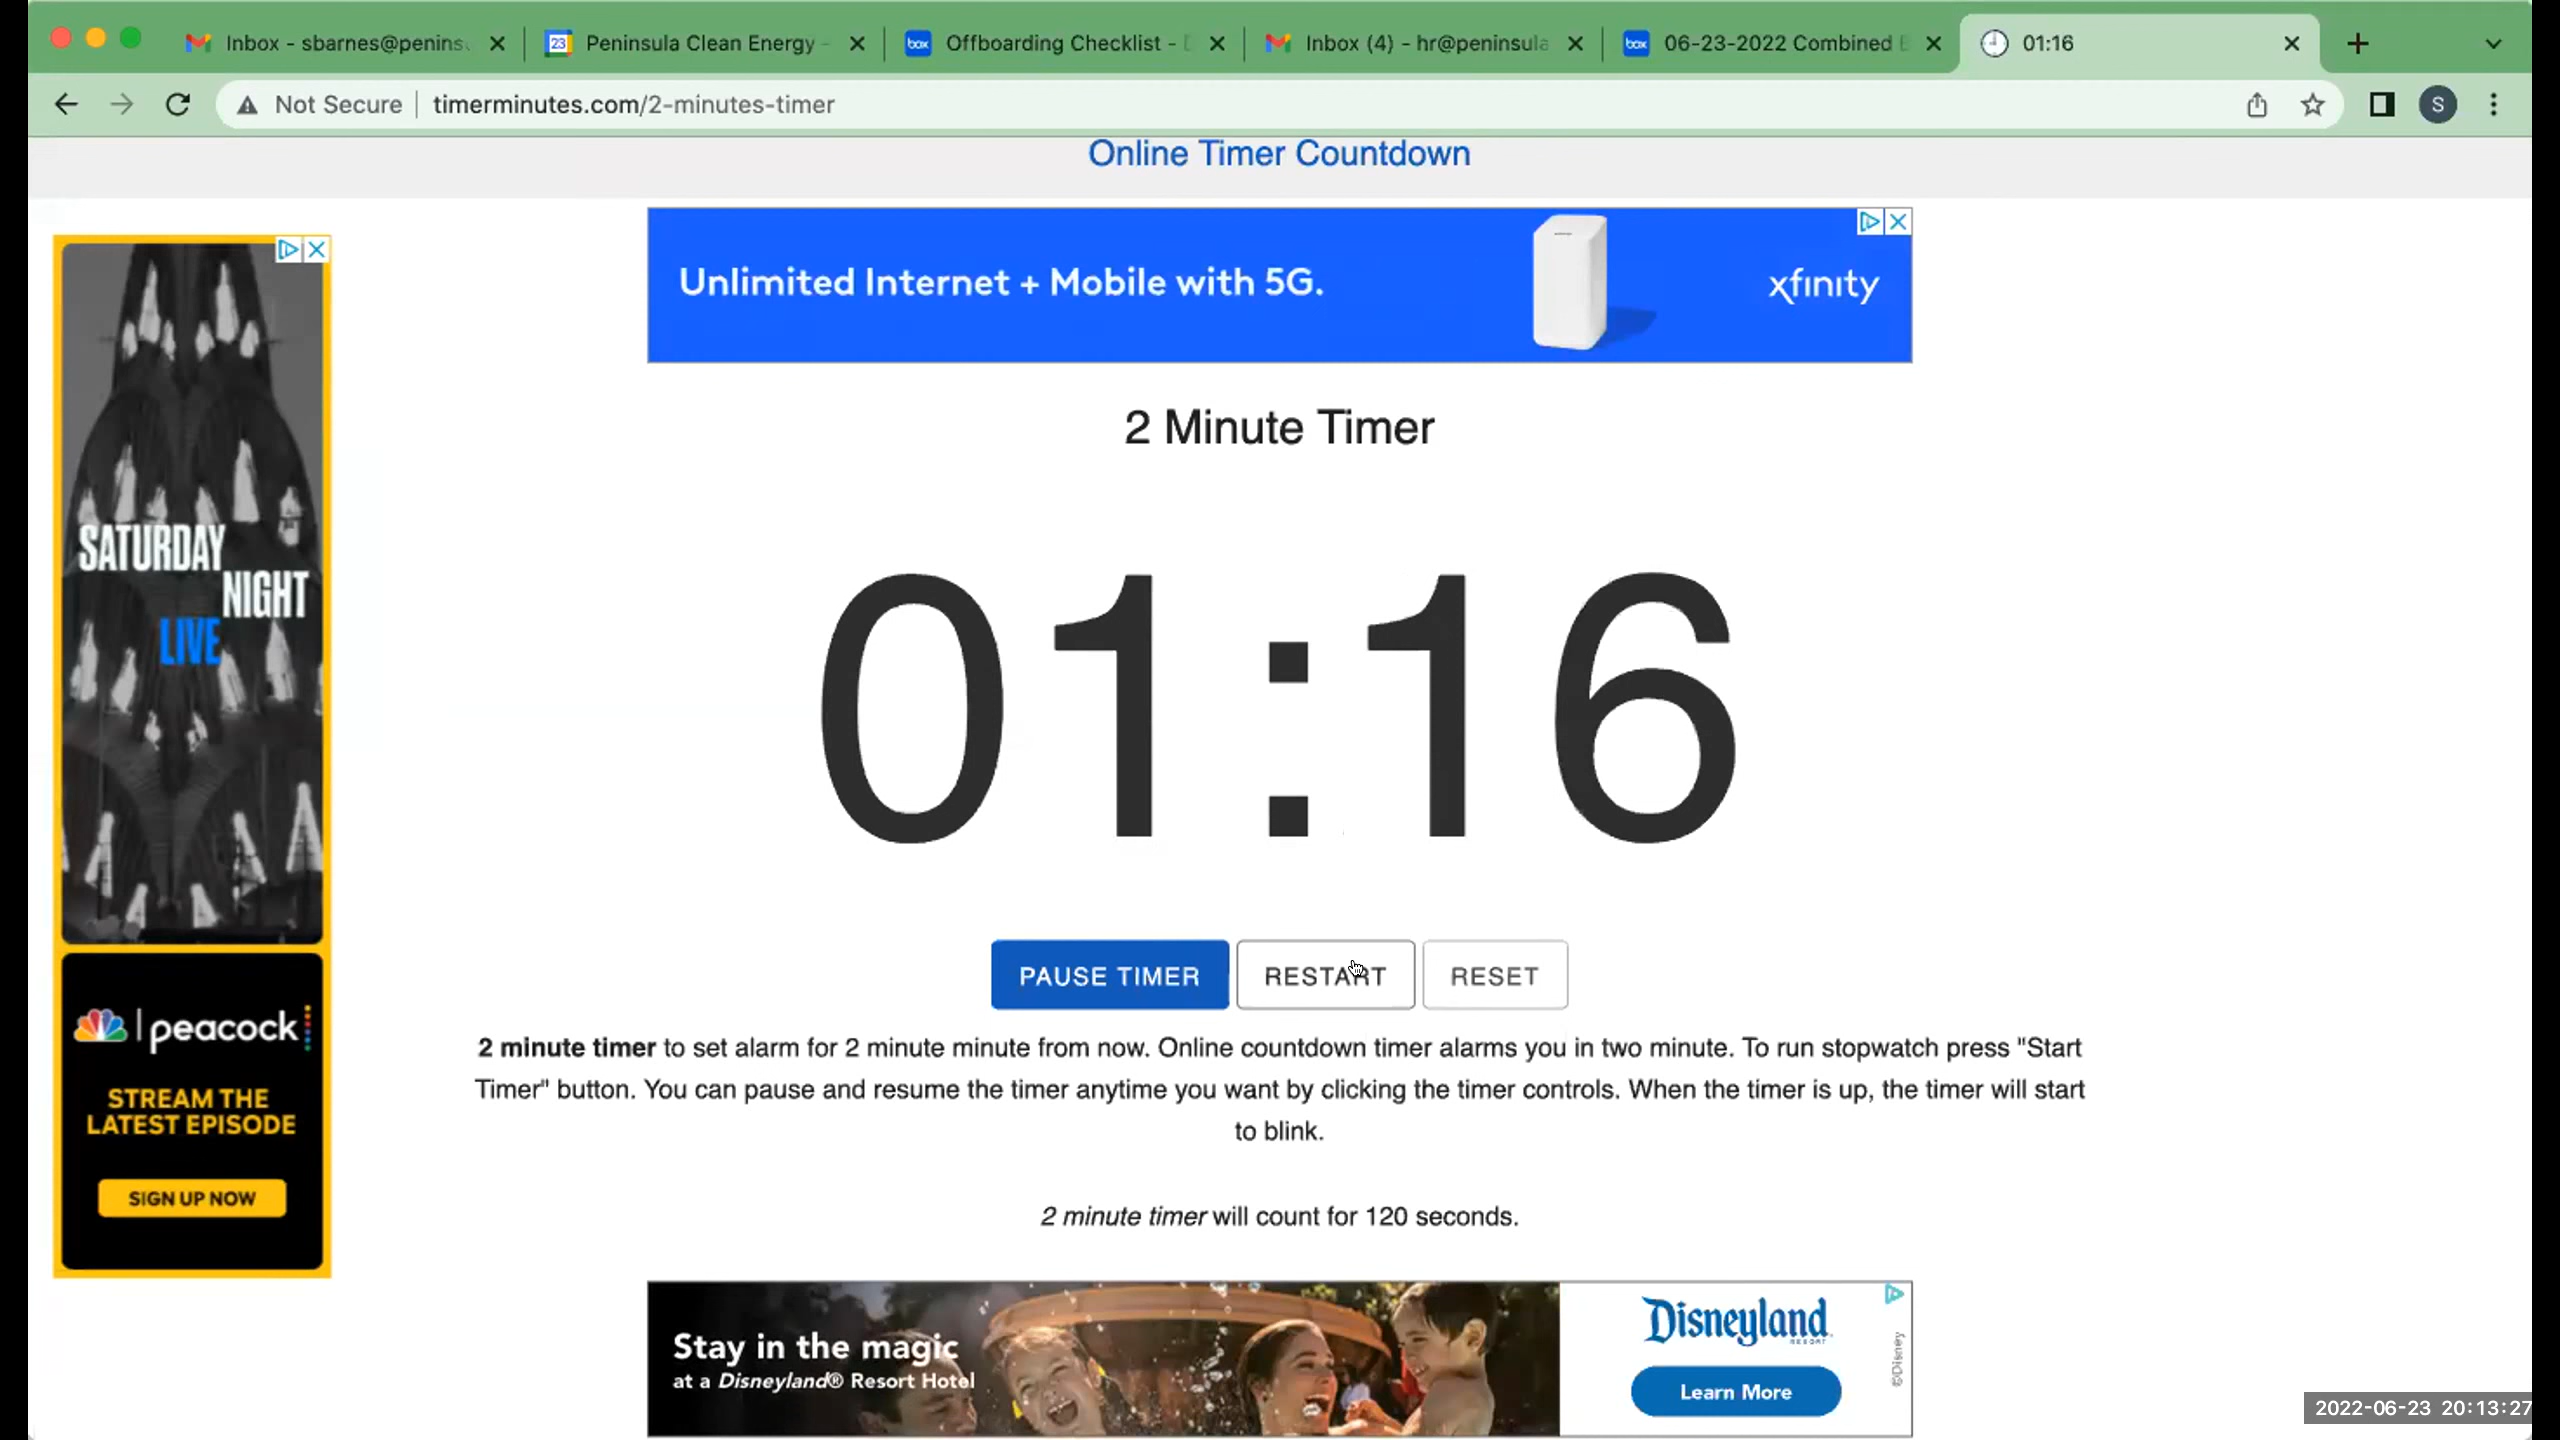 Inbox - sbarnes@penins
Peninsula Clean Energy -
Offboarding Checklist -
Inbox (4) - hr@peninsula
06-23-2022 Combined
01:16
Not Secure
timerminutes.com/2-minutes-timer
S
Online Timer Countdown
Unlimited Internet + Mobile with 5G.
xfinity
SATURDAY
NIGHT
LIVE
peacock
STREAM THE
LATEST EPISODE
SIGN UP NOW
2 Minute Timer
01:16
PAUSE TIMER
RESTART
RESET
2 minute timer to set alarm for 2 minute minute from now. Online countdown timer alarms you in two minute. To run stopwatch press "Start
Timer" button. You can pause and resume the timer anytime you want by clicking the timer controls. When the timer is up, the timer will start
to blink.
2 minute timer will count for 120 seconds.
Stay in the magic
at a Disneyland® Resort Hotel
Disneyland
RESORT
Learn More
©Disney
2022-06-23 20:13:27